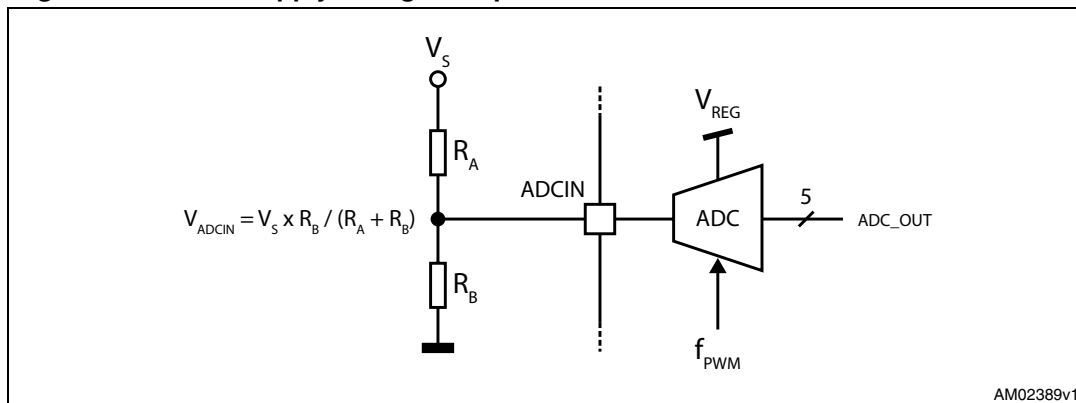 V_S
R_A
ADCIN
V_REG
V_ADCIN = V_S x R_B / (R_A + R_B)
ADC
5
ADC_OUT
R_B
f_PWM
AM02389v1